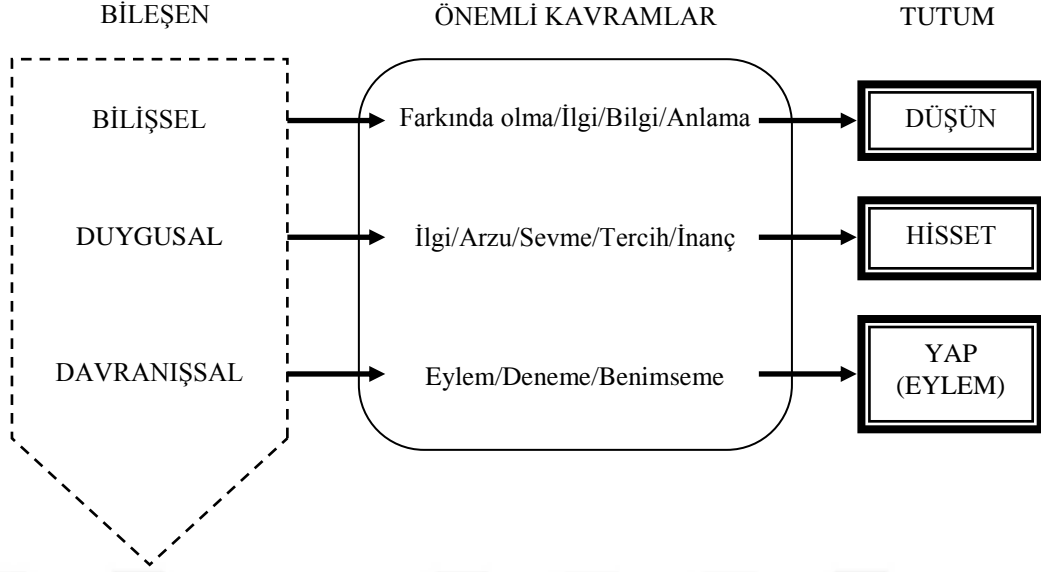 BİLEŞEN ÖNEMLİ KAVRAMLAR TUTUM
BİLİŞSEL Farkında olma/İlgi/Bilgi/Anlama DÜŞÜN
DUYGUSAL İlgi/Arzu/Sevme/Tercih/İnanç HİSSET
DAVRANIŞSAL Eylem/Deneme/Benimseme YAP
(EYLEM)